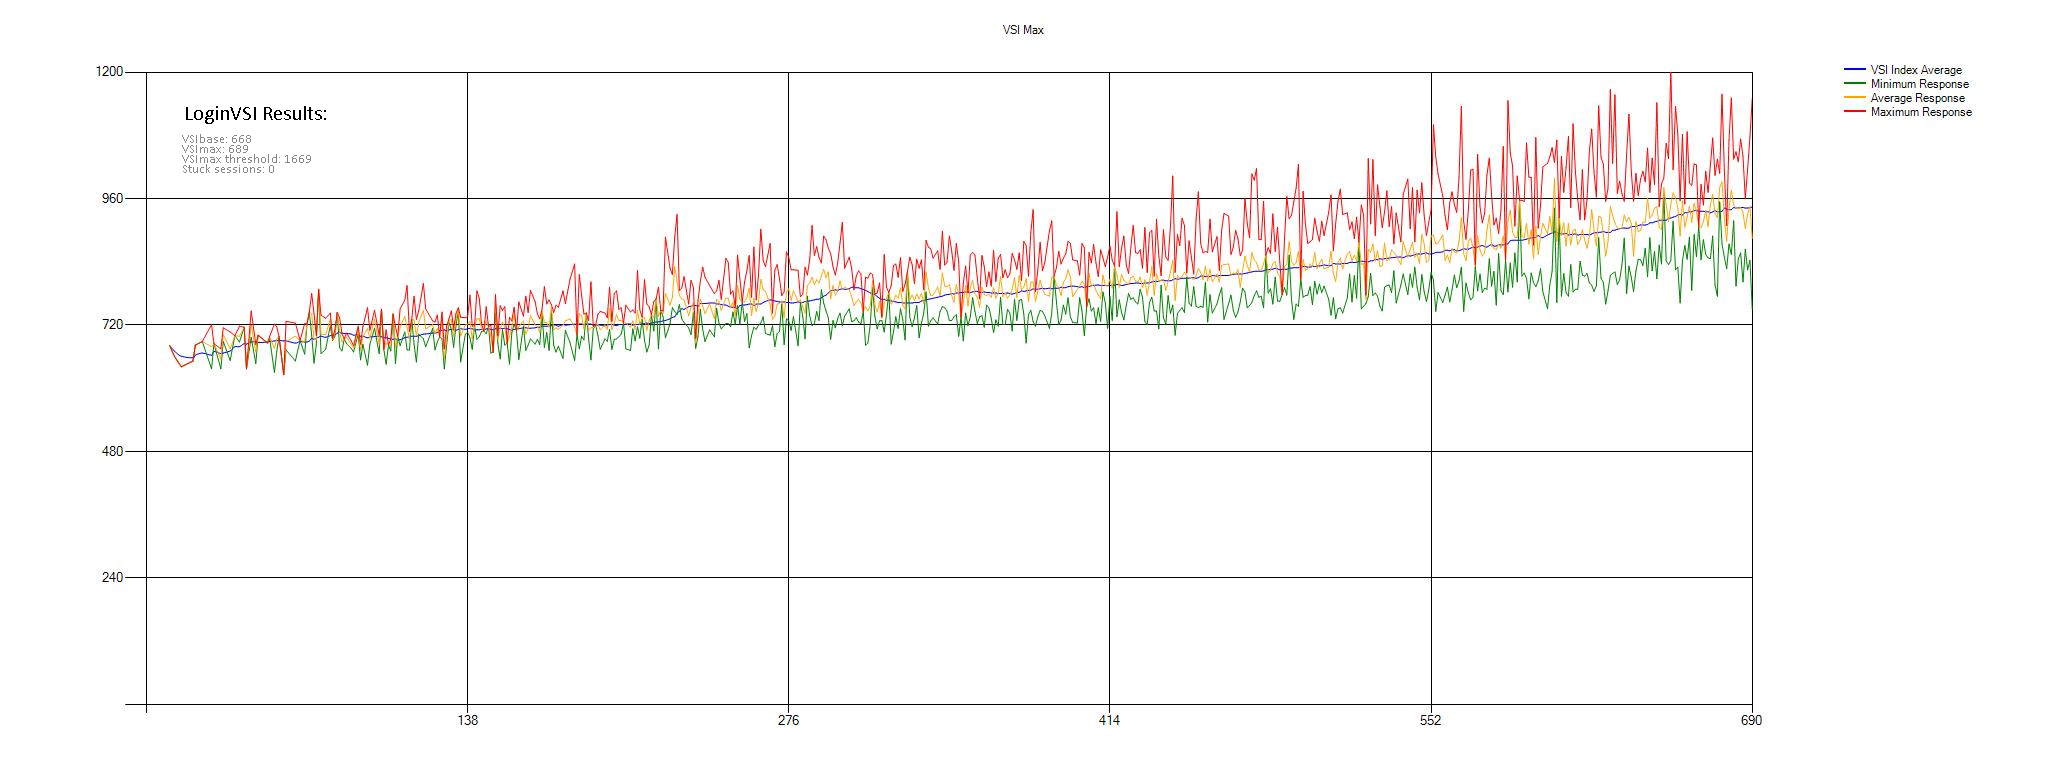 VSI Max
1200
960
720
480
240
LoginVSI Results:
VSIbase: 668
VSImax: 689
VSImax threshold: 1669
Stuck sessions: 0
138
276
414
552
690
VSI Index Average
Minimum Response
Average Response
Maximum Response